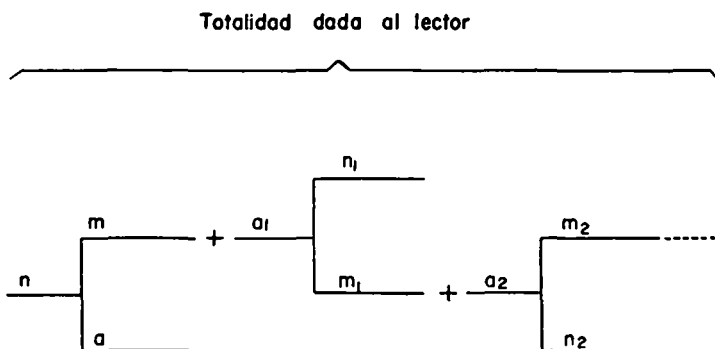 Totalidad dada al lector
n₁
m + a₁ m₂
n m₁ + a₂
a n₂